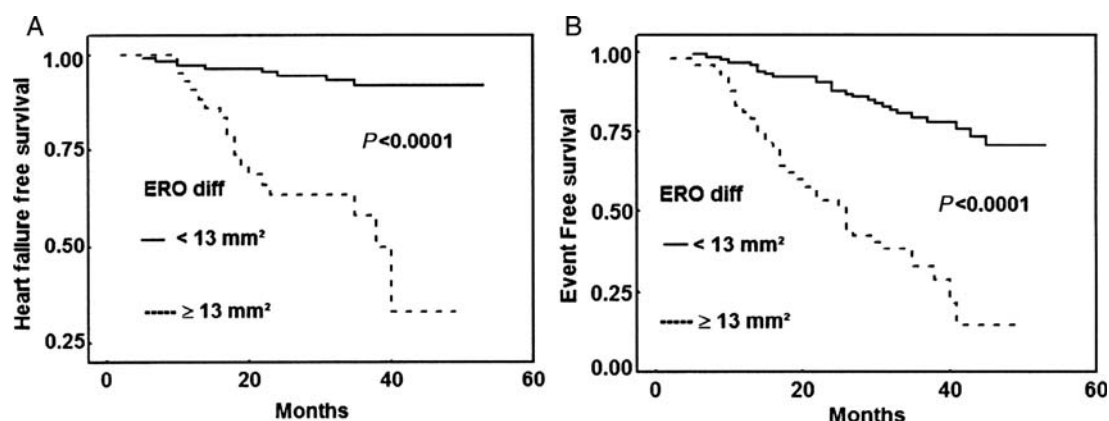 A
Heart failure free survival
1.00
0.75
0.50
0.25
P<0.0001
ERO diff
< 13 mm²
≥ 13 mm²
0 20 40 60
Months
B
Event Free survival
1.00
0.75
0.50
0.25
0.00
P<0.0001
ERO diff
< 13 mm²
≥ 13 mm²
0 20 40 60
Months